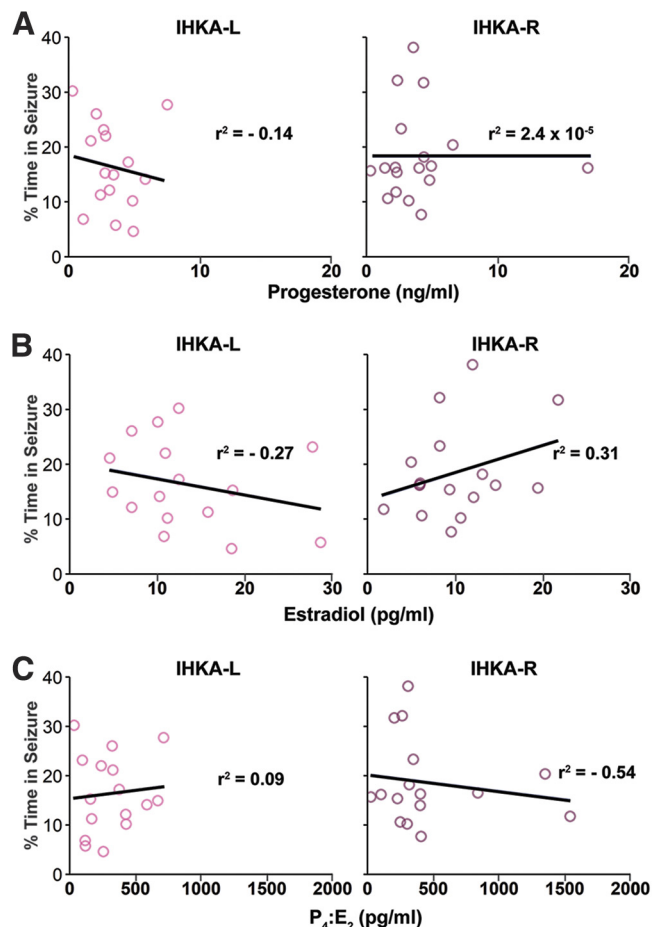 A
IHKA-L
IHKA-R
40
30
20
10
0
% Time in Seizure
r² = - 0.14
r² = 2.4 x 10⁻⁵
0
10
20
0
10
20
Progesterone (ng/ml)
B
IHKA-L
IHKA-R
40
30
20
10
0
% Time in Seizure
r² = - 0.27
r² = 0.31
0
10
20
30
0
10
20
30
Estradiol (pg/ml)
C
IHKA-L
IHKA-R
40
30
20
10
0
% Time in Seizure
r² = 0.09
r² = - 0.54
0
500
1000
1500
2000
0
500
1000
1500
2000
P₄:E₂ (pg/ml)